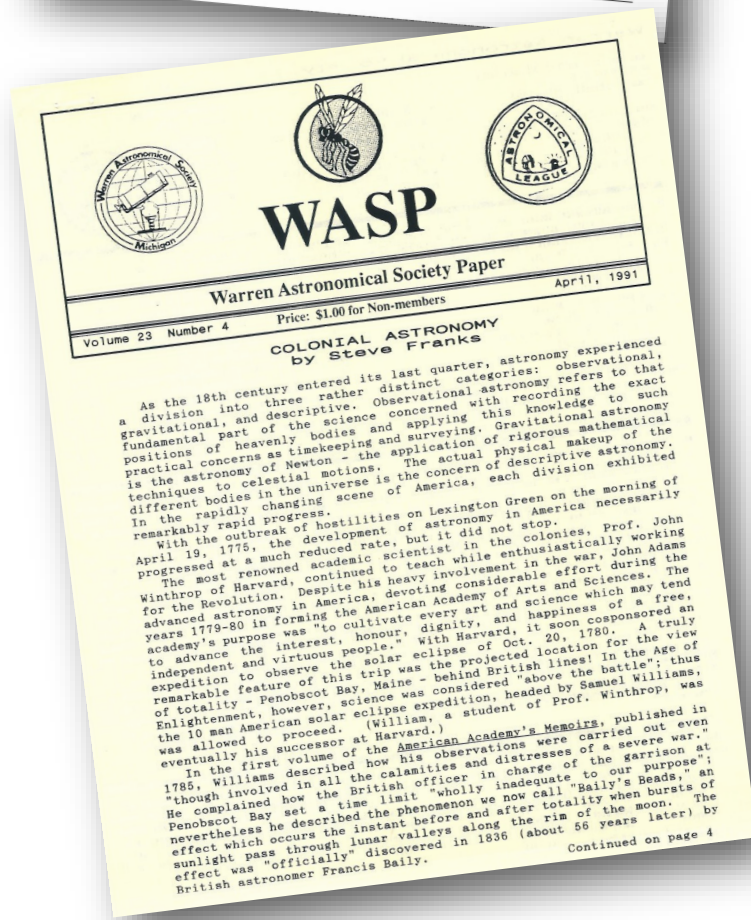 Warren Astronomical Society
Michigan
ASTRONOMICAL
LEAGUE
WASP
Warren Astronomical Society Paper
Volume 23 Number 4 Price: $1.00 for Non-members April, 1991
COLONIAL ASTRONOMY
by Steve Franks
As the 18th century entered its last quarter, astronomy experienced
a division into three rather distinct categories: observational,
gravitational, and descriptive. Observational astronomy refers to that
fundamental part of the science concerned with recording the exact
positions of heavenly bodies and applying this knowledge to such
practical concerns as timekeeping and surveying. Gravitational astronomy
is the astronomy of Newton - the application of rigorous mathematical
techniques to celestial motions. The actual physical makeup of the
different bodies in the universe is the concern of descriptive astronomy.
In the rapidly changing scene of America, each division exhibited
remarkably rapid progress.
With the outbreak of hostilities on Lexington Green on the morning of
April 19, 1775, the development of astronomy in America necessarily
progressed at a much reduced rate, but it did not stop.
The most renowned academic scientist in the colonies, Prof. John
Winthrop of Harvard, continued to teach while enthusiastically working
for the Revolution. Despite his heavy involvement in the war, John Adams
advanced astronomy in America, devoting considerable effort during the
years 1779-80 in forming the American Academy of Arts and Sciences. The
academy's purpose was "to cultivate every art and science which may tend
to advance the interest, honour, dignity, and happiness of a free,
independent and virtuous people." With Harvard, it soon cosponsored an
expedition to observe the solar eclipse of Oct. 20, 1780. A truly
remarkable feature of this trip was the projected location for the view
of totality - Penobscot Bay, Maine - behind British lines! In the Age of
Enlightenment, however, science was considered "above the battle"; thus
the 10 man American solar eclipse expedition, headed by Samuel Williams,
was allowed to proceed. (William, a student of Prof. Winthrop, was
eventually his successor at Harvard.)
In the first volume of the American Academy's Memoirs, published in
1785, Williams described how his observations were carried out even
"though involved in all the calamities and distresses of a severe war."
He complained how the British officer in charge of the garrison at
Penobscot Bay set a time limit "wholly inadequate to our purpose";
nevertheless he described the phenomenon we now call "Baily's Beads," an
effect which occurs the instant before and after totality when bursts of
sunlight pass through lunar valleys along the rim of the moon. The
effect was "officially" discovered in 1836 (about 56 years later) by
British astronomer Francis Baily.
Continued on page 4